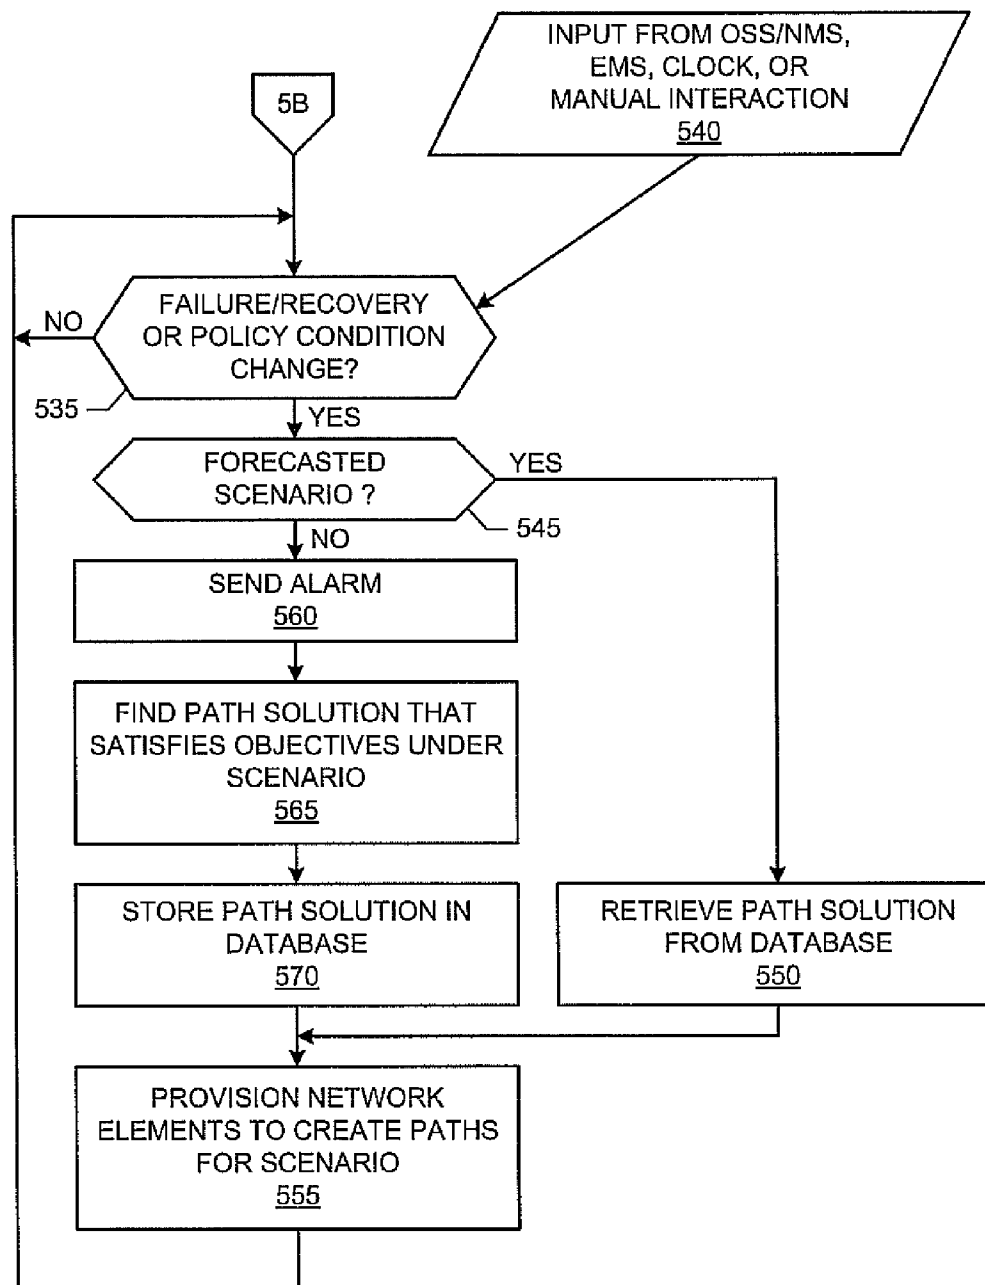 INPUT FROM OSS/NMS,
EMS, CLOCK, OR
MANUAL INTERACTION
540
5B
FAILURE/RECOVERY
OR POLICY CONDITION
CHANGE?
NO
535
YES
FORECASTED
SCENARIO ?
YES
545
NO
SEND ALARM
560
FIND PATH SOLUTION THAT
SATISFIES OBJECTIVES UNDER
SCENARIO
565
STORE PATH SOLUTION IN
DATABASE
570
RETRIEVE PATH SOLUTION
FROM DATABASE
550
PROVISION NETWORK
ELEMENTS TO CREATE PATHS
FOR SCENARIO
555